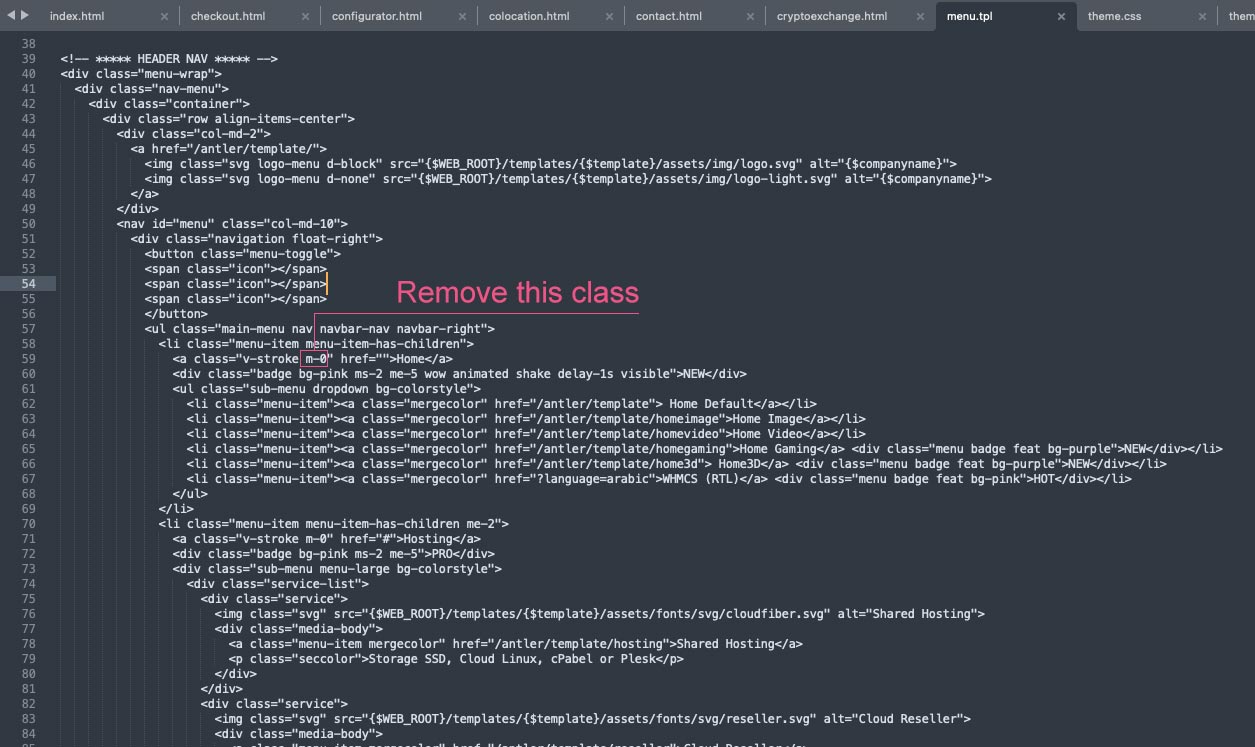 index.html checkout.html configurator.html colocation.html contact.html cryptoexchange.html menu.tpl theme.css them
38
39 <!-- ***** HEADER NAV ***** -->
40 <div class="menu-wrap">
41 <div class="nav-menu">
42 <div class="container">
43 <div class="row align-items-center">
44 <div class="col-md-2">
45 <a href="/antler/template/">
46 <img class="svg logo-menu d-block" src="{$WEB_ROOT}/templates/{$template}/assets/img/logo.svg" alt="{$companyname}">
47 <img class="svg logo-menu d-none" src="{$WEB_ROOT}/templates/{$template}/assets/img/logo-light.svg" alt="{$companyname}">
48 </a>
49 </div>
50 <nav id="menu" class="col-md-10">
51 <div class="navigation float-right">
52 <button class="menu-toggle">
53 <span class="icon"></span>
54 <span class="icon"></span>
Remove this class
55 <span class="icon"></span>
56 </button>
57 <ul class="main-menu nav navbar-nav navbar-right">
58 <li class="menu-item menu-item-has-children">
59 <a class="v-stroke m-0" href="">Home</a>
60 <div class="badge bg-pink ms-2 me-5 wow animated shake delay-1s visible">NEW</div>
61 <ul class="sub-menu dropdown bg-colorstyle">
62 <li class="menu-item"><a class="mergecolor" href="/antler/template"> Home Default</a></li>
63 <li class="menu-item"><a class="mergecolor" href="/antler/template/homeimage">Home Image</a></li>
64 <li class="menu-item"><a class="mergecolor" href="/antler/template/homevideo">Home Video</a></li>
65 <li class="menu-item"><a class="mergecolor" href="/antler/template/homegaming">Home Gaming</a> <div class="menu badge feat bg-purple">NEW</div></li>
66 <li class="menu-item"><a class="mergecolor" href="/antler/template/home3d"> Home3D</a> <div class="menu badge feat bg-purple">NEW</div></li>
67 <li class="menu-item"><a class="mergecolor" href="?language=arabic">WHMCS (RTL)</a> <div class="menu badge feat bg-pink">HOT</div></li>
68 </ul>
69 </li>
70 <li class="menu-item menu-item-has-children me-2">
71 <a class="v-stroke m-0" href="#">Hosting</a>
72 <div class="badge bg-pink ms-2 me-5">PRO</div>
73 <div class="sub-menu menu-large bg-colorstyle">
74 <div class="service-list">
75 <div class="service">
76 <img class="svg" src="{$WEB_ROOT}/templates/{$template}/assets/fonts/svg/cloudfiber.svg" alt="Shared Hosting">
77 <div class="media-body">
78 <a class="menu-item mergecolor" href="/antler/template/hosting">Shared Hosting</a>
79 <p class="seccolor">Storage SSD, Cloud Linux, cPabel or Plesk</p>
80 </div>
81 </div>
82 <div class="service">
83 <img class="svg" src="{$WEB_ROOT}/templates/{$template}/assets/fonts/svg/reseller.svg" alt="Cloud Reseller">
84 <div class="media-body">